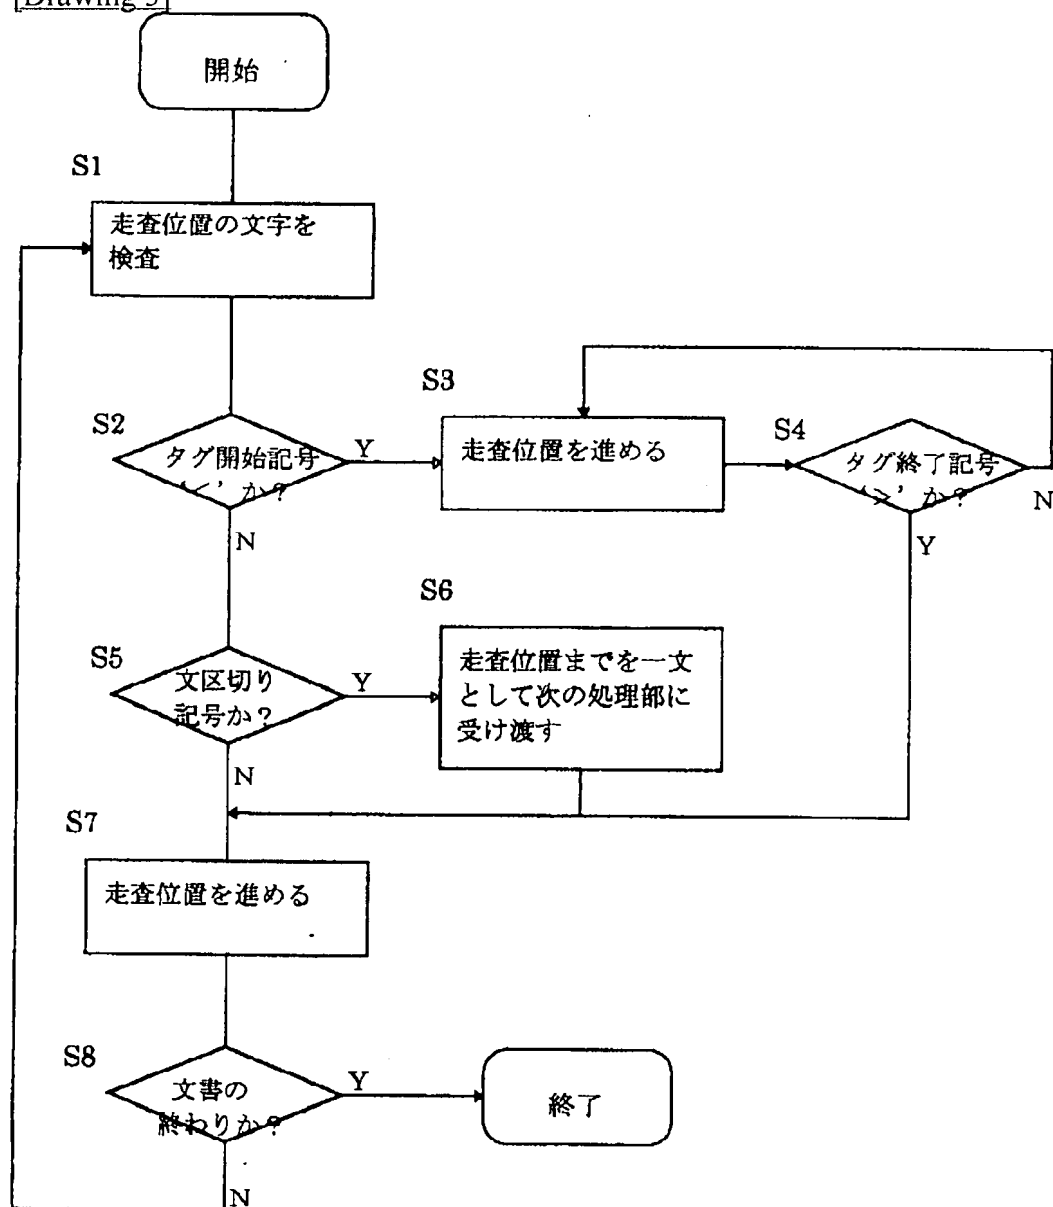 [Drawing 3]
開始
S1
走査位置の文字を
検査
S2
タグ開始記号
'<' か?
Y
N
S3
走査位置を進める
S4
タグ終了記号
'>' か?
N
Y
S5
文区切り
記号か?
Y
N
S6
走査位置までを一文
として次の処理部に
受け渡す
S7
走査位置を進める
S8
文書の
終わりか?
Y
N
終了